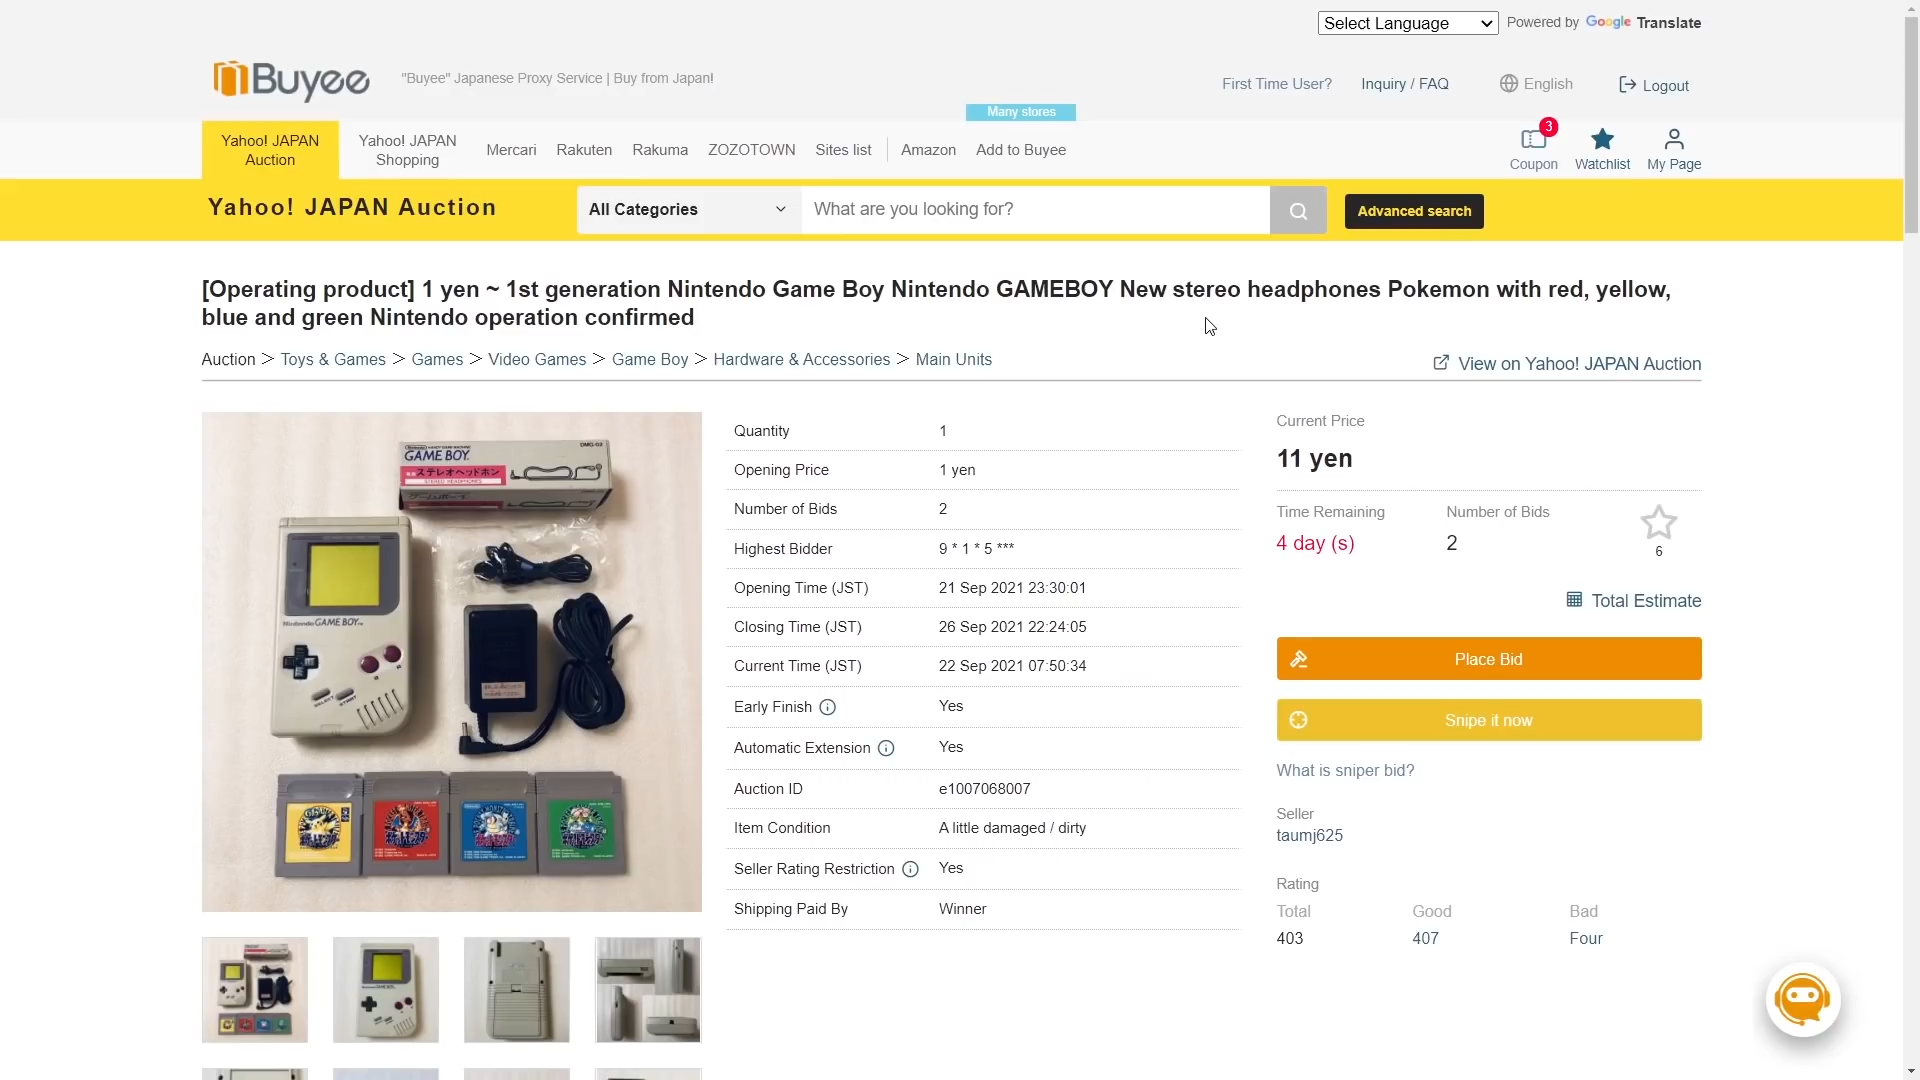 Select Language
Powered by Google Translate
Buyee
"Buyee" Japanese Proxy Service | Buy from Japan!
First Time User?
Inquiry / FAQ
English
Logout
Many stores
Yahoo! JAPAN
Auction
Yahoo! JAPAN
Shopping
Mercari
Rakuten
Rakuma
ZOZOTOWN
Sites list
Amazon
Add to Buyee
3
Coupon
Watchlist
My Page
Yahoo! JAPAN Auction
All Categories
What are you looking for?
Advanced search
[Operating product] 1 yen ~ 1st generation Nintendo Game Boy Nintendo GAMEBOY New stereo headphones Pokemon with red, yellow,
blue and green Nintendo operation confirmed
Auction > Toys & Games > Games > Video Games > Game Boy > Hardware & Accessories > Main Units
View on Yahoo! JAPAN Auction
DMG-02
GAME BOY
ステレオヘッドホン
STEREO HEADPHONES
Nintendo GAME BOY
SELECT
START
Quantity 1
Opening Price 1 yen
Number of Bids 2
Highest Bidder 9 * 1 * 5 ***
Opening Time (JST) 21 Sep 2021 23:30:01
Closing Time (JST) 26 Sep 2021 22:24:05
Current Time (JST) 22 Sep 2021 07:50:34
Early Finish Yes
Automatic Extension Yes
Auction ID e1007068007
Item Condition A little damaged / dirty
Seller Rating Restriction Yes
Shipping Paid By Winner
Current Price
11 yen
Time Remaining
4 day (s)
Number of Bids
2
6
Total Estimate
Place Bid
Snipe it now
What is sniper bid?
Seller
taumj625
Rating
Total Good Bad
403 407 Four